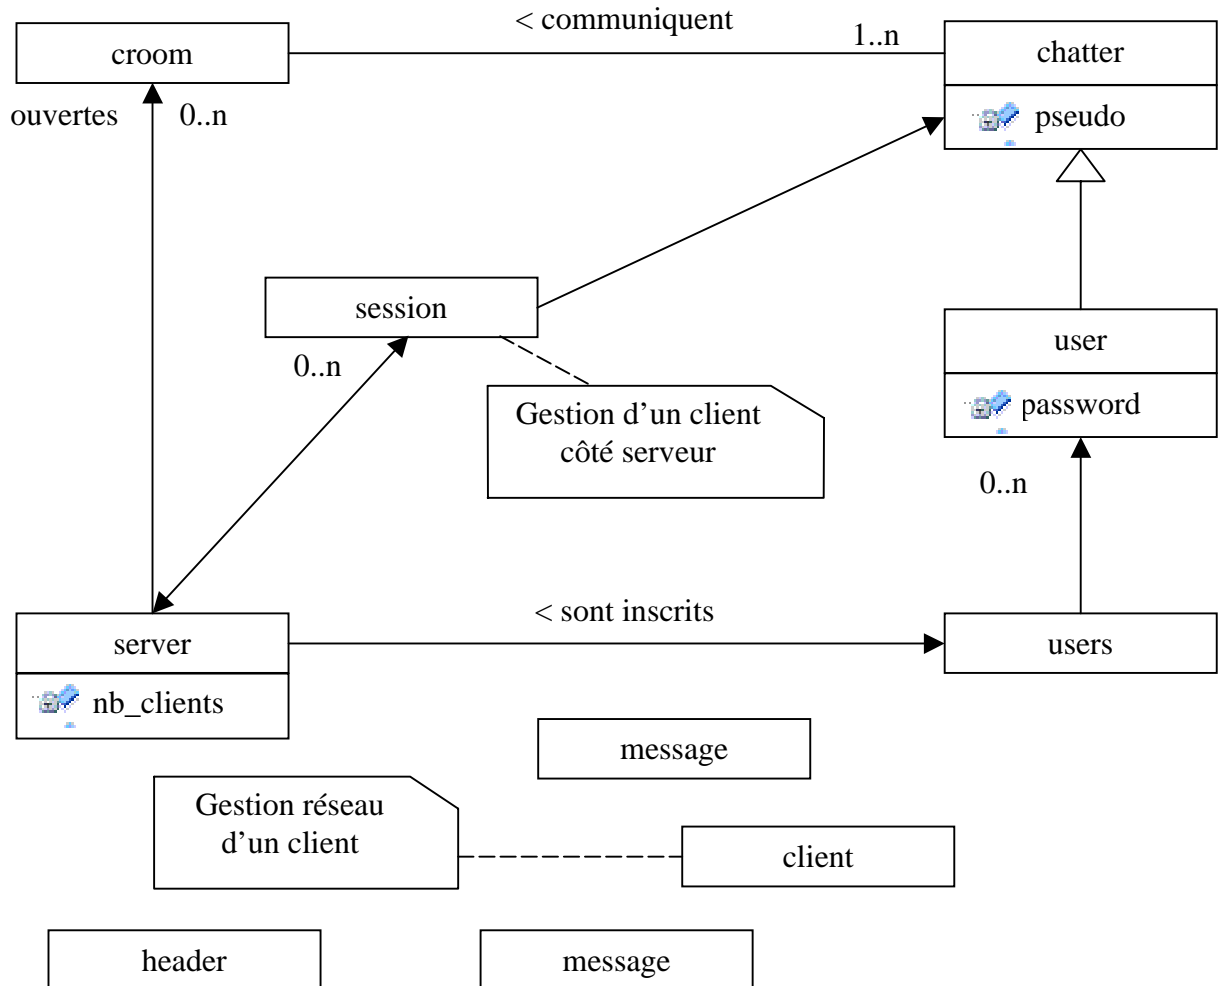 < communiquent
croom
1..n
chatter
ouvertes
0..n
pseudo
session
0..n
user
Gestion d’un client
côté serveur
password
0..n
< sont inscrits
server
users
nb_clients
message
Gestion réseau
d’un client
client
header
message